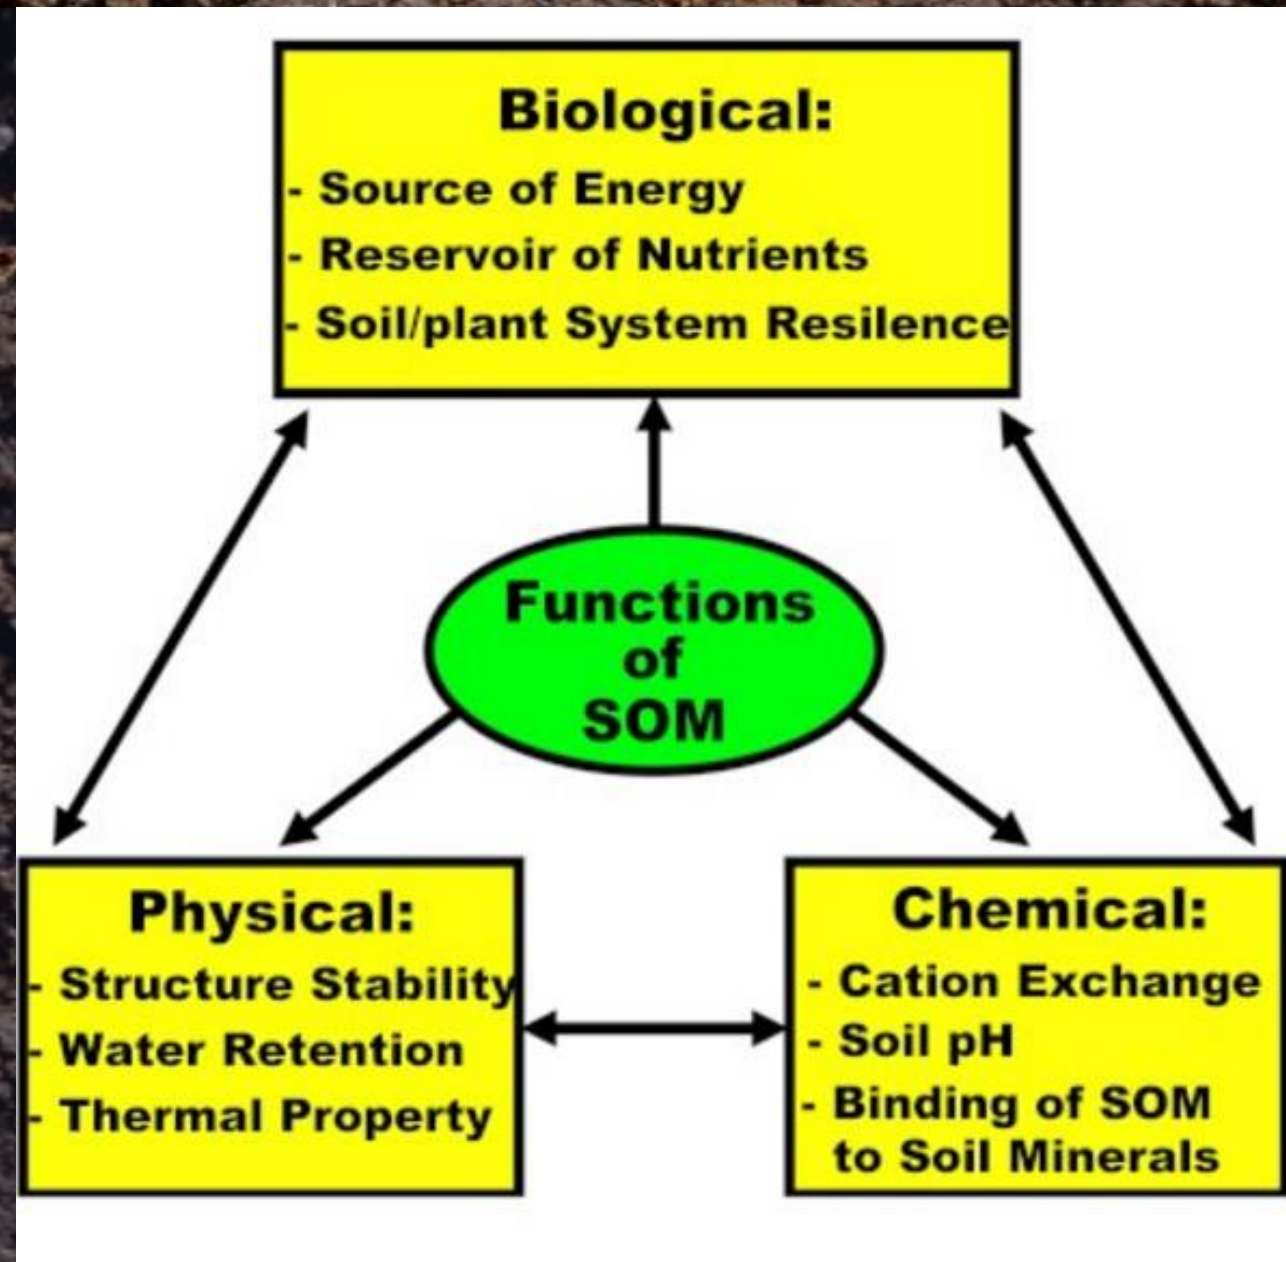 Biological:
- Source of Energy
- Reservoir of Nutrients
- Soil/plant System Resilence
Functions
of
SOM
Physical:
- Structure Stability
- Water Retention
- Thermal Property
Chemical:
- Cation Exchange
- Soil pH
- Binding of SOM
to Soil Minerals